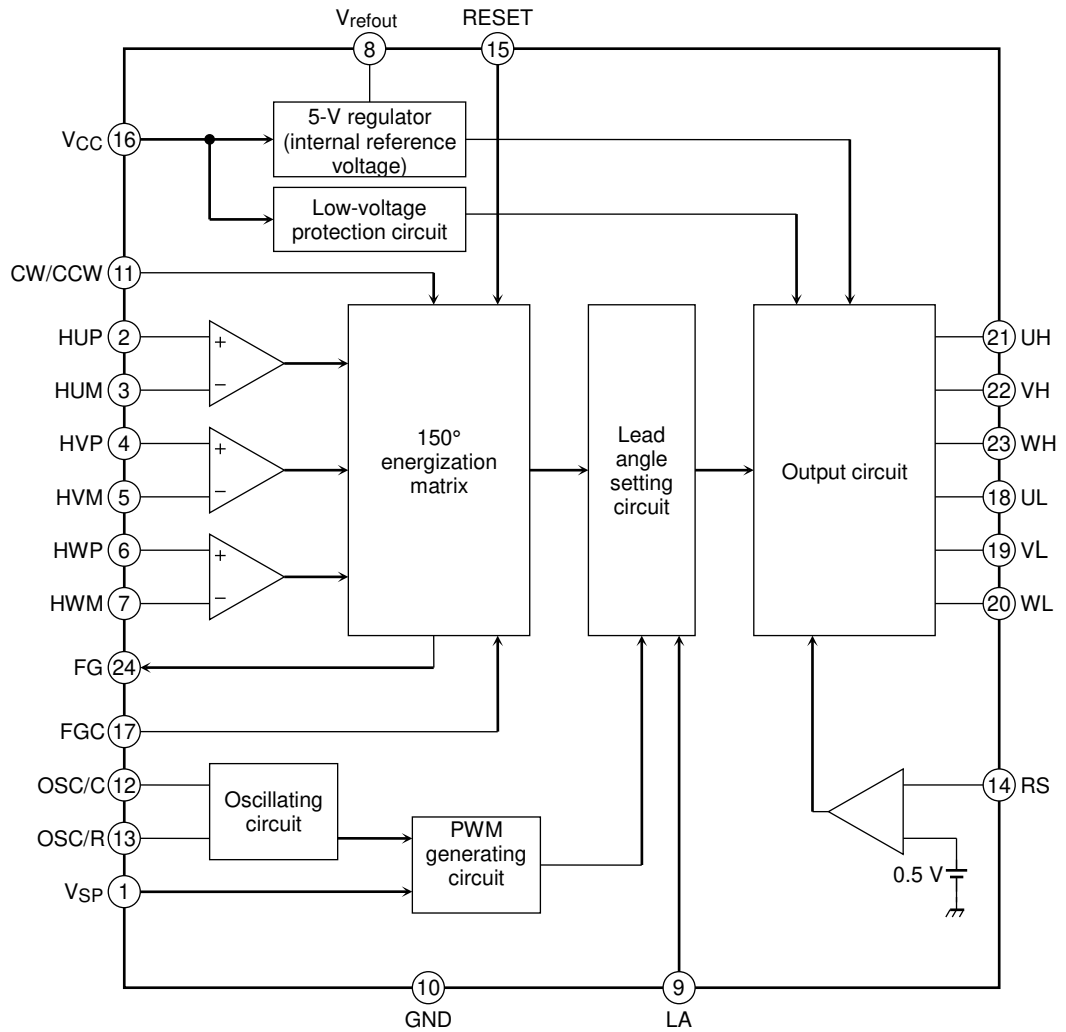 Vrefout
RESET
8
15
5-V regulator
(internal reference
voltage)
VCC
16
Low-voltage
protection circuit
CW/CCW
11
HUP
2
+
HUM
3
−
HVP
4
+
HVM
5
−
HWP
6
+
HWM
7
−
150°
energization
matrix
Lead
angle
setting
circuit
Output circuit
21
UH
22
VH
23
WH
18
UL
19
VL
20
WL
FG
24
FGC
17
OSC/C
12
OSC/R
13
Oscillating
circuit
VSP
1
PWM
generating
circuit
14
RS
0.5 V
10
GND
9
LA